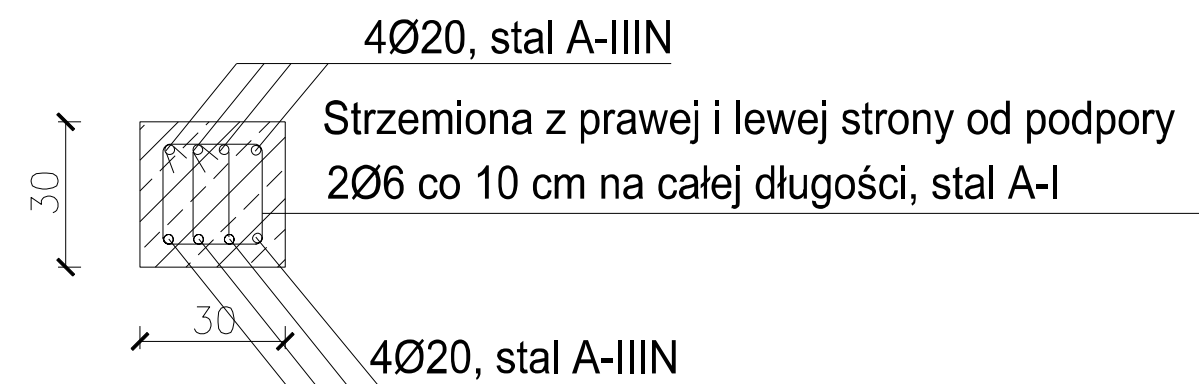 4Ø20, stal A-IIIN
Strzemiona z prawej i lewej strony od podpory
2Ø6 co 10 cm na całej długości, stal A-I
30
30
4Ø20, stal A-IIIN